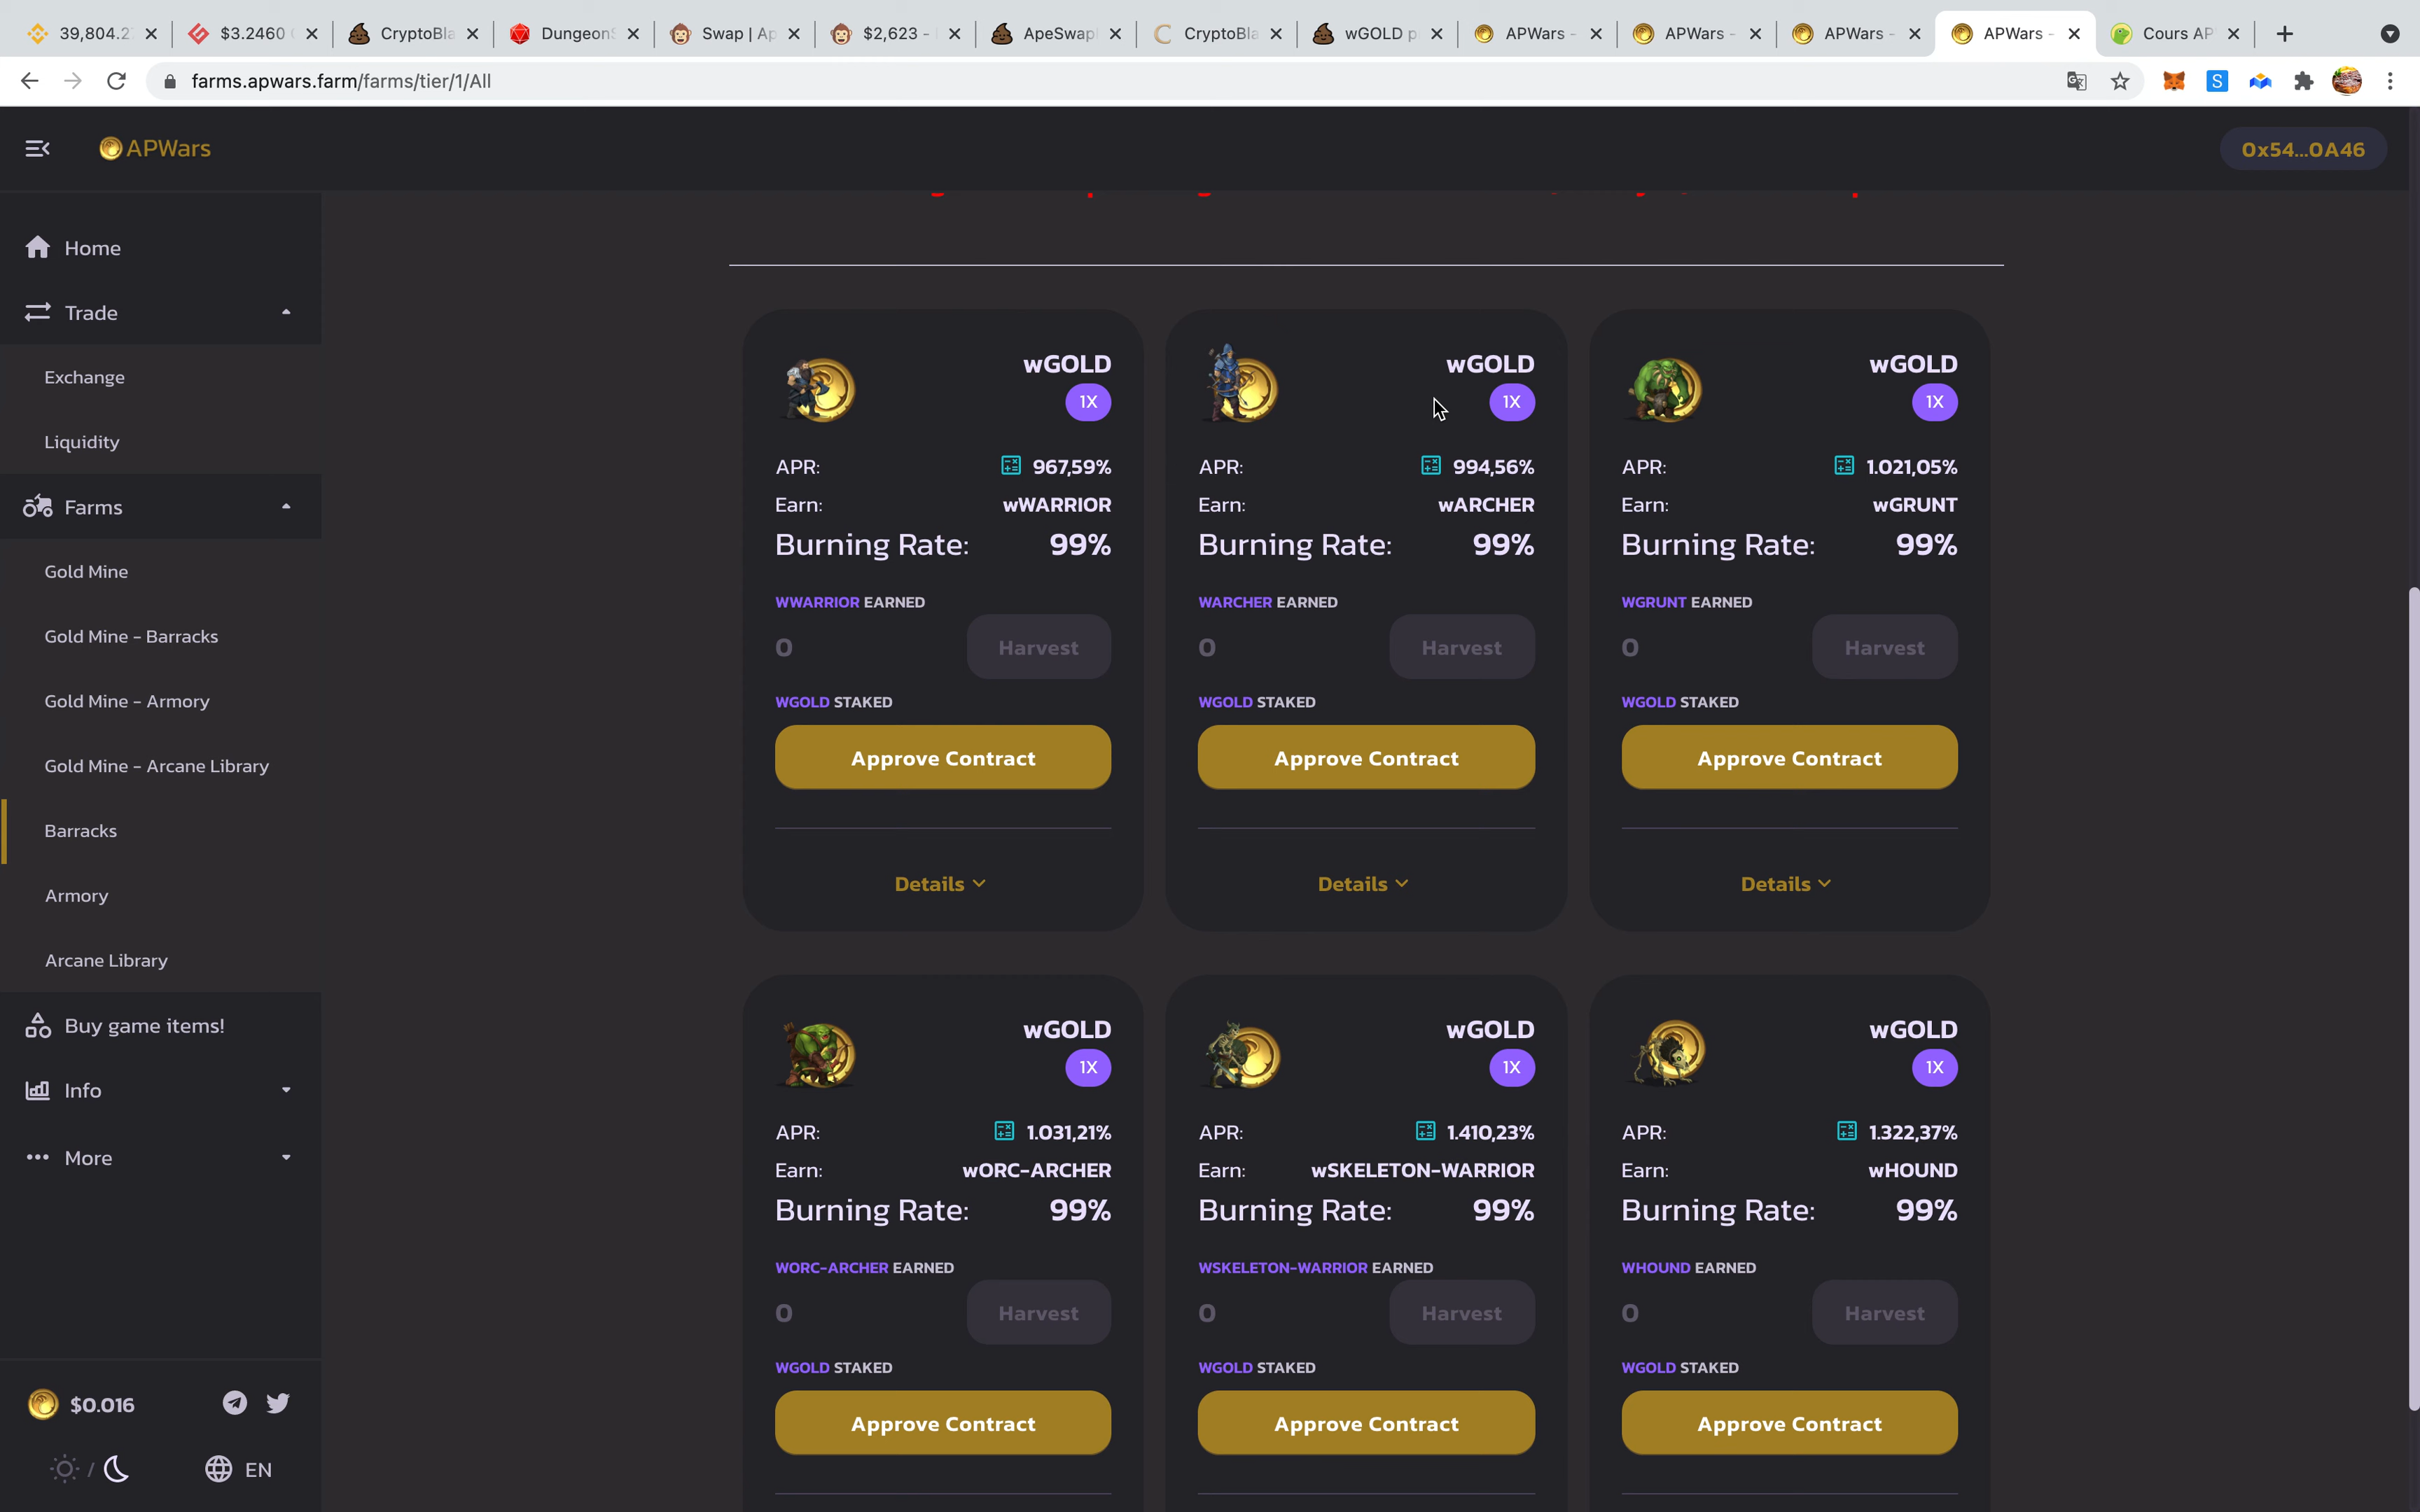 39,804.2 $3.2460 CryptoBla Dungeon Swap | Ap $2,623 - ApeSwap CryptoBla wGOLD p APWars - APWars - APWars - APWars - Cours AP
farms.apwars.farm/farms/tier/1/All
APWars
0x54...0A46
Home
Trade
Exchange
Liquidity
Farms
Gold Mine
Gold Mine - Barracks
Gold Mine - Armory
Gold Mine - Arcane Library
Barracks
Armory
Arcane Library
Buy game items!
Info
More
$0.016
/
EN
wGOLD
1X
APR: 967,59%
Earn: wWARRIOR
Burning Rate: 99%
WWARRIOR EARNED
0 Harvest
WGOLD STAKED
Approve Contract
Details
wGOLD
1X
APR: 994,56%
Earn: wARCHER
Burning Rate: 99%
WARCHER EARNED
0 Harvest
WGOLD STAKED
Approve Contract
Details
wGOLD
1X
APR: 1.021,05%
Earn: wGRUNT
Burning Rate: 99%
WGRUNT EARNED
0 Harvest
WGOLD STAKED
Approve Contract
Details
wGOLD
1X
APR: 1.031,21%
Earn: wORC-ARCHER
Burning Rate: 99%
WORC-ARCHER EARNED
0 Harvest
WGOLD STAKED
Approve Contract
wGOLD
1X
APR: 1.410,23%
Earn: wSKELETON-WARRIOR
Burning Rate: 99%
WSKELETON-WARRIOR EARNED
0 Harvest
WGOLD STAKED
Approve Contract
wGOLD
1X
APR: 1.322,37%
Earn: wHOUND
Burning Rate: 99%
WHOUND EARNED
0 Harvest
WGOLD STAKED
Approve Contract